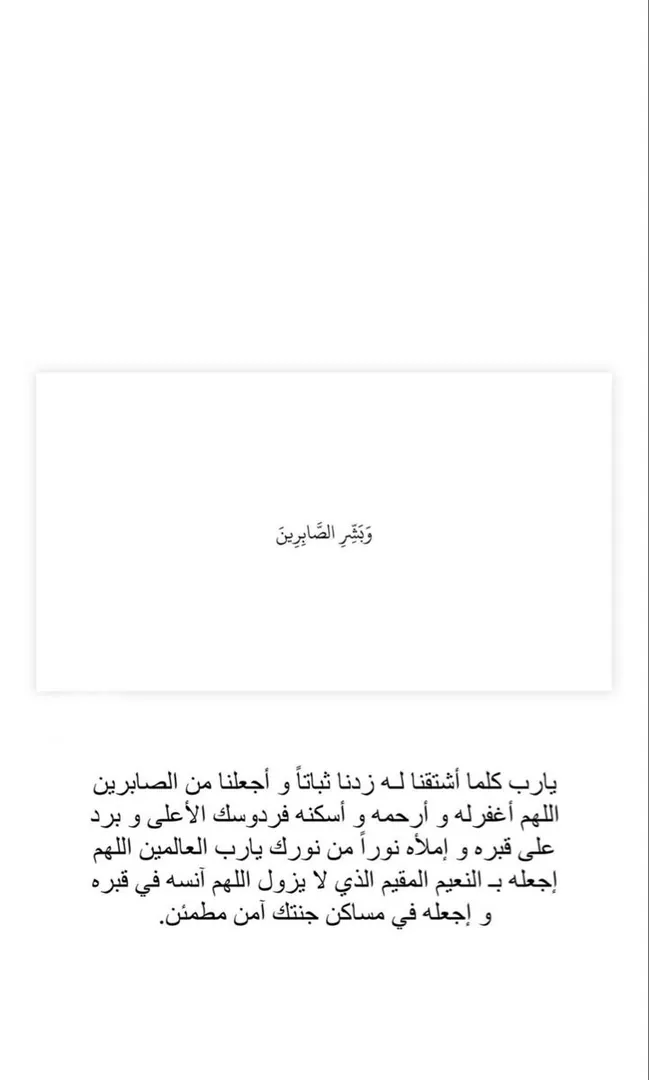 وَبَشِّرِ الصَّابِرِينَ
يارب كلما أشتقنا لـه زدنا ثباتاً و أجعلنا من الصابرين
اللهم أغفرله و أرحمه و أسكنه فردوسك الأعلى و برد
على قبره و إملأه نوراً من نورك يارب العالمين اللهم
إجعله بـ النعيم المقيم الذي لا يزول اللهم آنسه في قبره
و إجعله في مساكن جنتك آمن مطمئن.